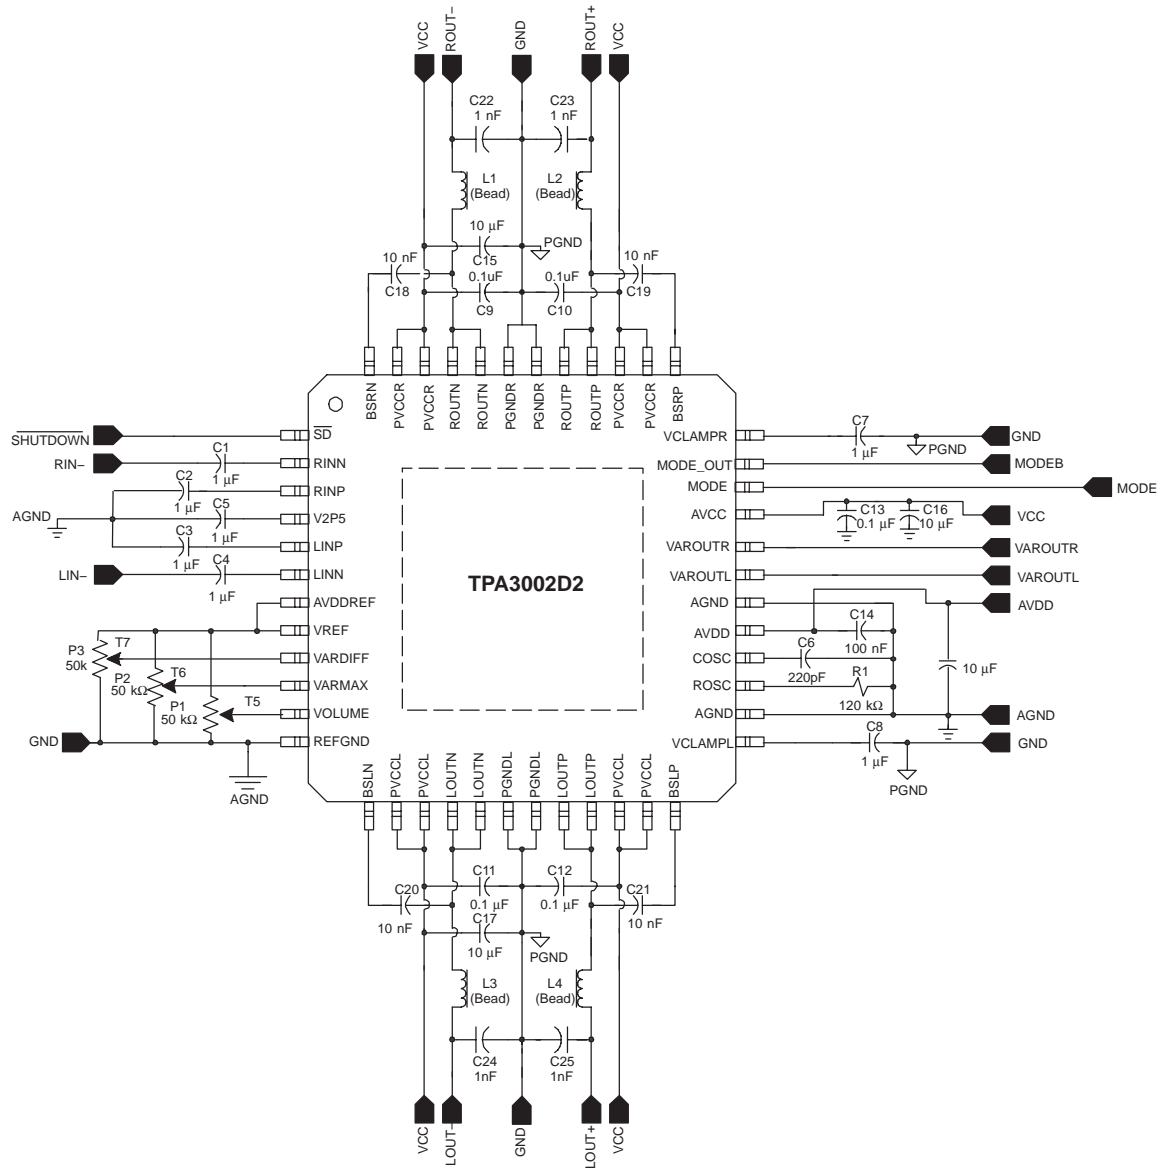 VCC
ROUT−
GND
ROUT+
VCC
C22
1 nF
C23
1 nF
L1
(Bead)
L2
(Bead)
10 µF
C15
PGND
10 nF
C18
0.1uF
C9
0.1uF
C10
10 nF
C19
BSRN
PVCCR
PVCCR
ROUTN
ROUTN
PGNDR
PGNDR
ROUTP
ROUTP
PVCCR
PVCCR
BSRP
SHUTDOWN
SD
RIN−
C1
1 µF
RINN
C2
1 µF
RINP
AGND
C5
1 µF
V2P5
C3
1 µF
LINP
LIN−
C4
1 µF
LINN
AVDDREF
VREF
P3
50k
T7
VARDIFF
P2
50 kΩ
T6
VARMAX
P1
50 kΩ
T5
VOLUME
GND
REFGND
AGND
TPA3002D2
VCLAMPR
C7
1 µF
PGND
GND
MODE_OUT
MODEB
MODE
MODE
AVCC
C13
0.1 µF
C16
10 µF
VCC
VAROUTR
VAROUTR
VAROUTL
VAROUTL
AGND
AVDD
AVDD
C14
100 nF
COSC
C6
220pF
10 µF
ROSC
R1
120 kΩ
AGND
AGND
VCLAMPL
C8
1 µF
PGND
GND
BSLN
PVCCL
PVCCL
LOUTN
LOUTN
PGNDL
PGNDL
LOUTP
LOUTP
PVCCL
PVCCL
BSLP
C20
10 nF
C11
0.1 µF
C12
0.1 µF
C21
10 nF
C17
10 µF
PGND
L3
(Bead)
L4
(Bead)
C24
1nF
C25
1nF
VCC
LOUT−
GND
LOUT+
VCC